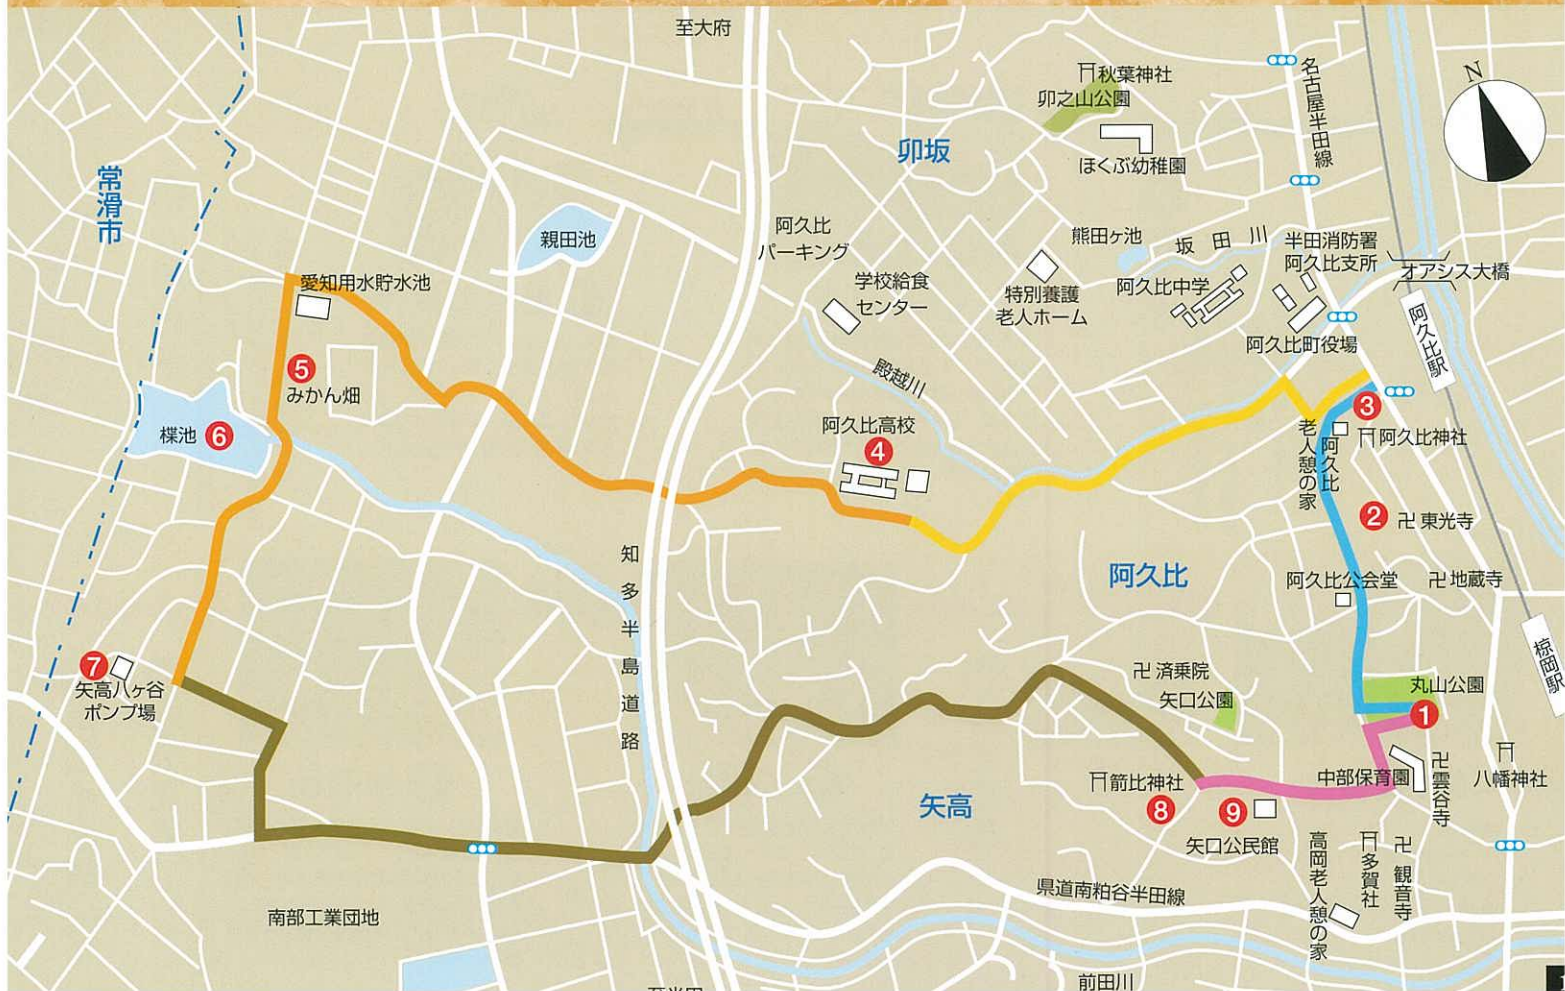 至大府
N
秋葉神社
卯之山公園
名古屋半田線
ほくぶ幼稚園
卯坂
常滑市
親田池
阿久比
パーキング
学校給食
センター
熊田ヶ池
坂田川
半田消防署
阿久比支所
オアシス大橋
特別養護
老人ホーム
阿久比中学
愛知用水貯水池
阿久比駅
阿久比町役場
殿越川
5
みかん畑
3
楪池
6
阿久比高校
4
阿久比
老人憩の家
阿久比神社
2
卍東光寺
知多半島道路
阿久比
阿久比公会堂
卍地蔵寺
椋岡駅
7
矢高八ヶ谷
ポンプ場
卍済乗院
矢口公園
丸山公園
1
箭比神社
8
9
矢口公民館
中部保育園
卍雲谷寺
八幡神社
矢高
高岡老人憩の家
多賀社
卍観音寺
県道南粕谷半田線
南部工業団地
前田川